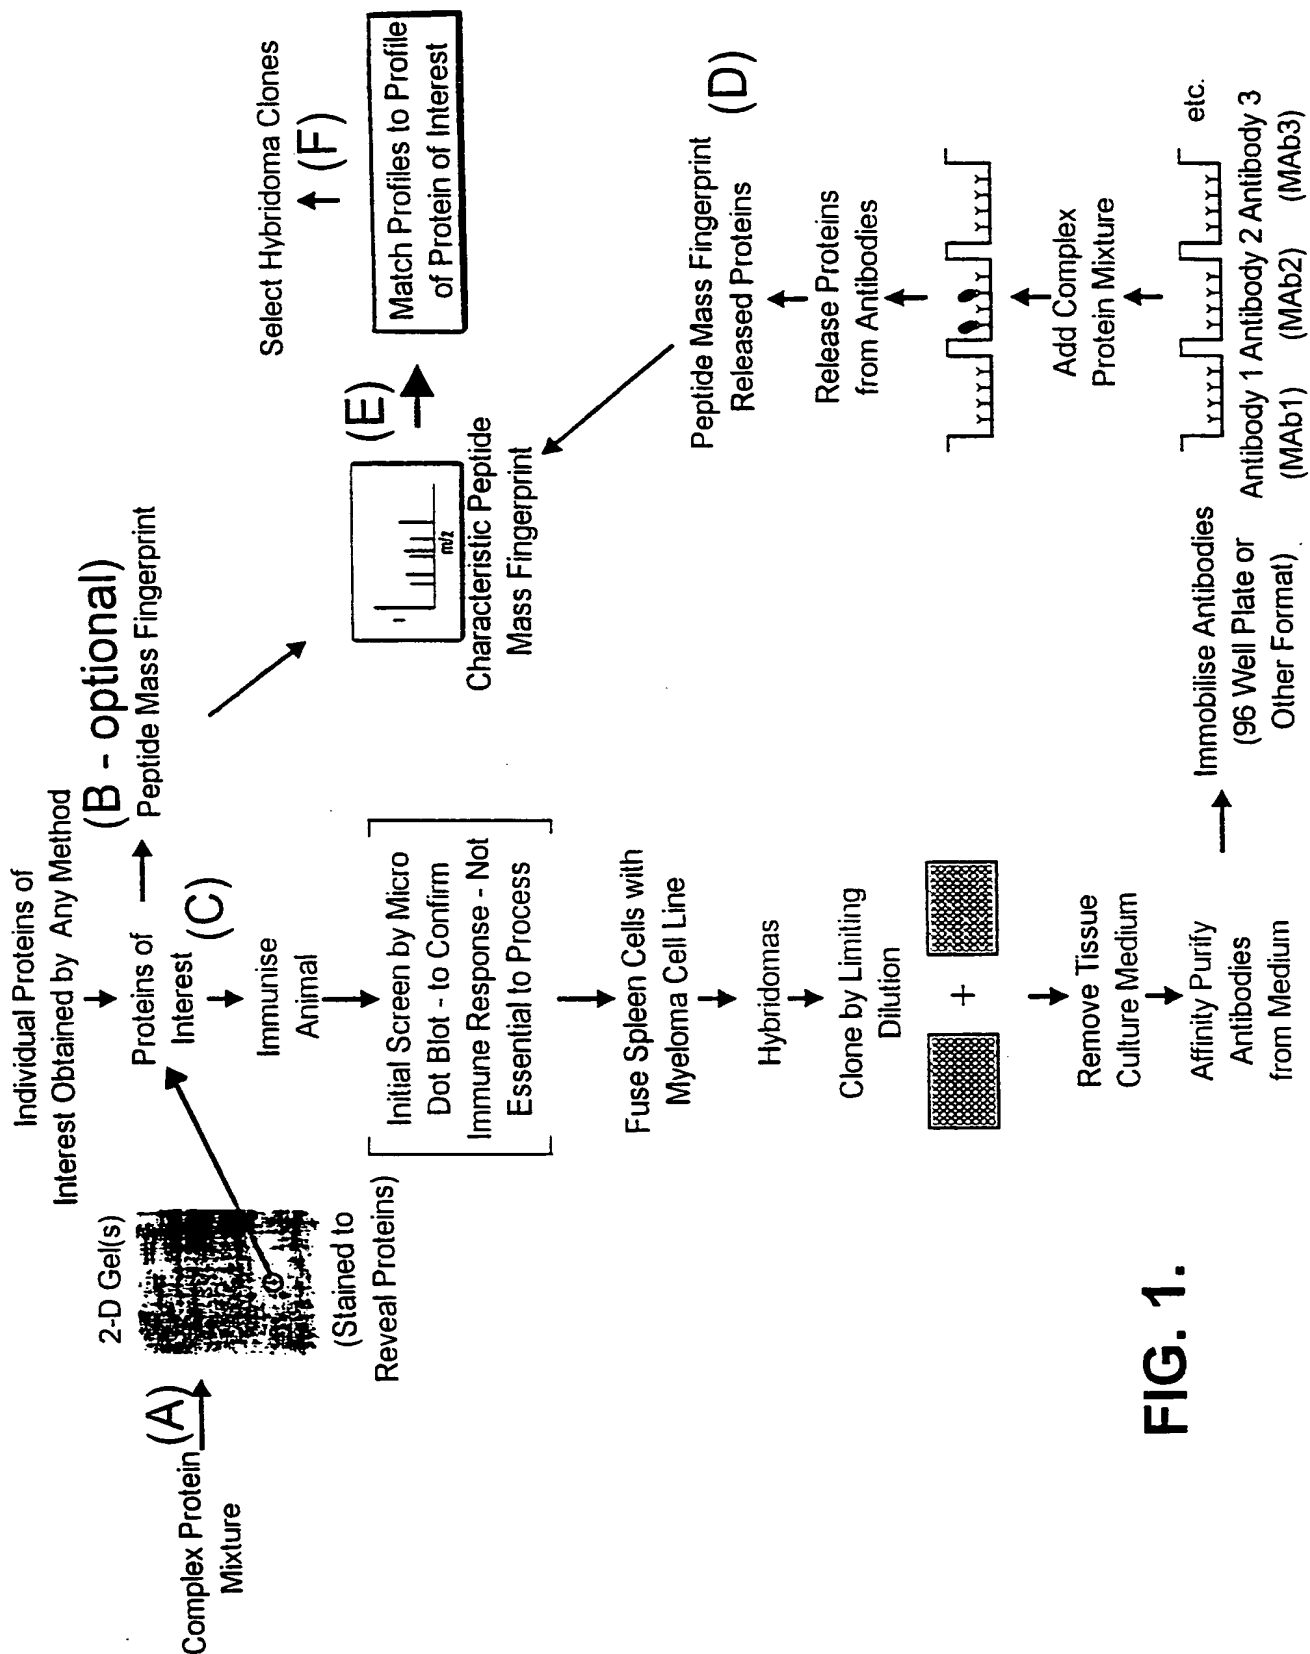 Complex Protein
Mixture
(A)
2-D Gel(s)
(Stained to
Reveal Proteins)
Individual Proteins of
Interest Obtained by Any Method
Proteins of
Interest
(B - optional)
Peptide Mass Fingerprint
(C)
Immunise
Animal
Initial Screen by Micro
Dot Blot - to Confirm
Immune Response - Not
Essential to Process
Fuse Spleen Cells with
Myeloma Cell Line
Hybridomas
Clone by Limiting
Dilution
+
Remove Tissue
Culture Medium
Affinity Purify
Antibodies
from Medium
Immobilise Antibodies
(96 Well Plate or
Other Format)
Antibody 1 Antibody 2 Antibody 3
(MAb1) (MAb2) (MAb3)
etc.
Add Complex
Protein Mixture
Release Proteins
from Antibodies
Peptide Mass Fingerprint
Released Proteins
(D)
m/z
Characteristic Peptide
Mass Fingerprint
(E)
Match Profiles to Profile
of Protein of Interest
(F)
Select Hybridoma Clones
FIG. 1.